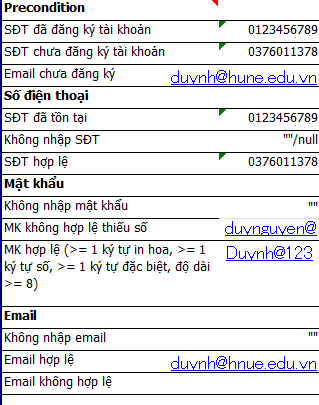 Precondition
SĐT đã đăng ký tài khoản 0123456789
SĐT chưa đăng ký tài khoản 0376011378
Email chưa đăng ký duynh@hune.edu.vn
Số điện thoại
SĐT đã tồn tại 0123456789
Không nhập SĐT ""/null
SĐT hợp lệ 0376011378
Mật khẩu
Không nhập mật khẩu ""
MK không hợp lệ thiếu số duynguyen@
MK hợp lệ (>= 1 ký tự in hoa, >= 1 Duynh@123
ký tự số, >= 1 ký tự đặc biệt, độ dài
>= 8)
Email
Không nhập email ""
Email hợp lệ duynh@hnue.edu.vn
Email không hợp lệ